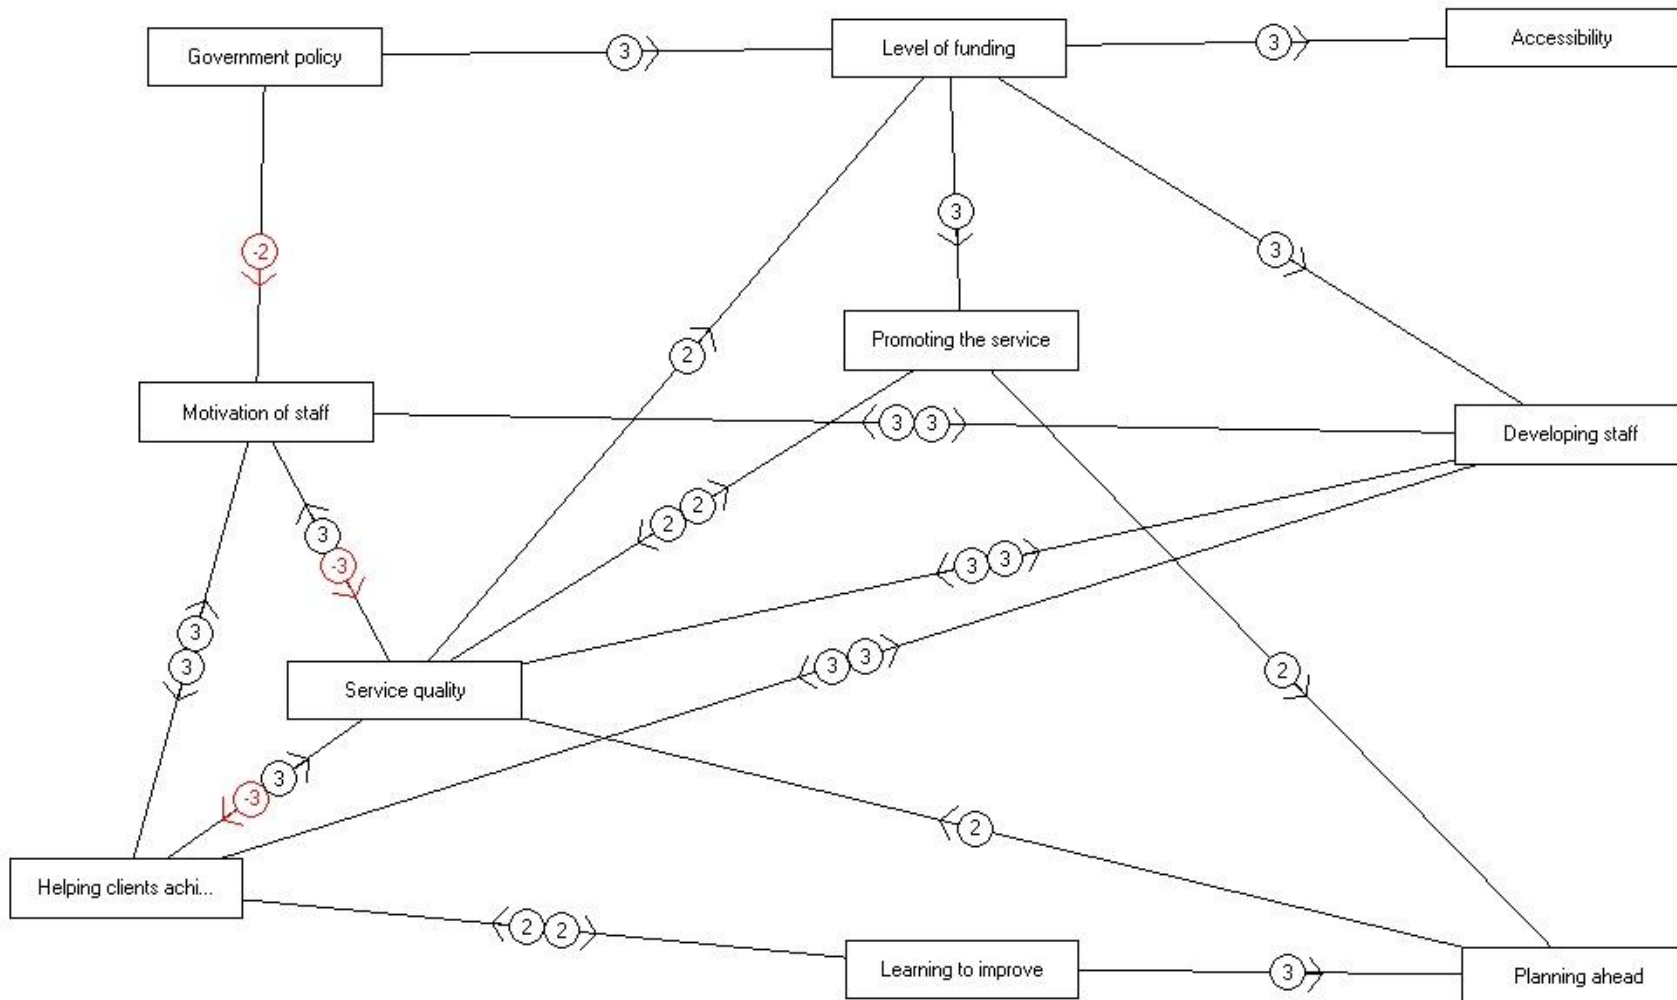 Government policy
3
Level of funding
3
Accessibility
3
-2
3
2
Promoting the service
Motivation of staff
3 3
Developing staff
2 2
3
-3
3 3
3
3
3 3
2
Service quality
-3 3
2
Helping clients achi...
2 2
Learning to improve
3
Planning ahead